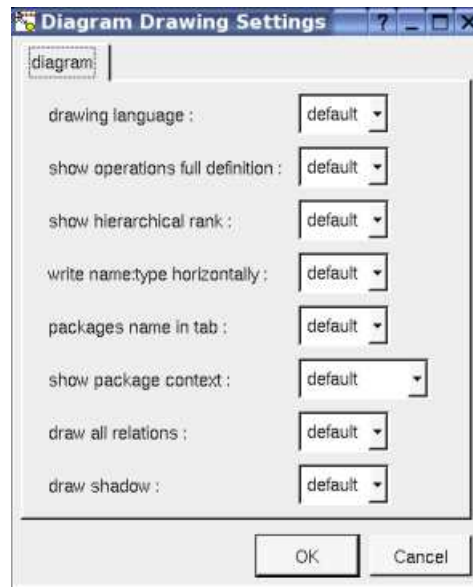 Diagram Drawing Settings
diagram
drawing language : default
show operations full definition : default
show hierarchical rank : default
write name:type horizontally : default
packages name in tab : default
show package context : default
draw all relations : default
draw shadow : default
OK Cancel